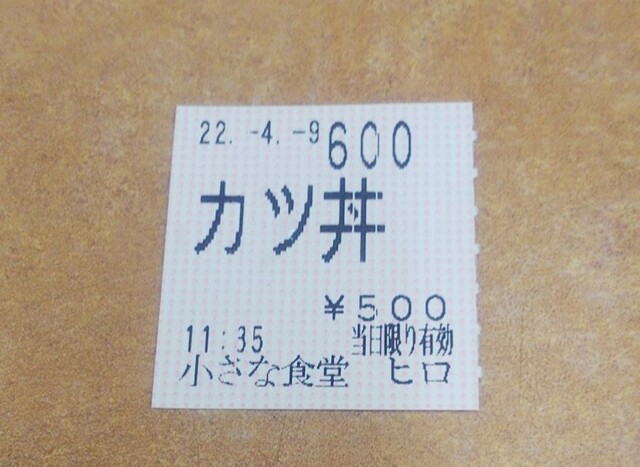 22. -4. -9 600
カツ丼
¥500
11:35 当日限り有効
小さな食堂 ヒロ